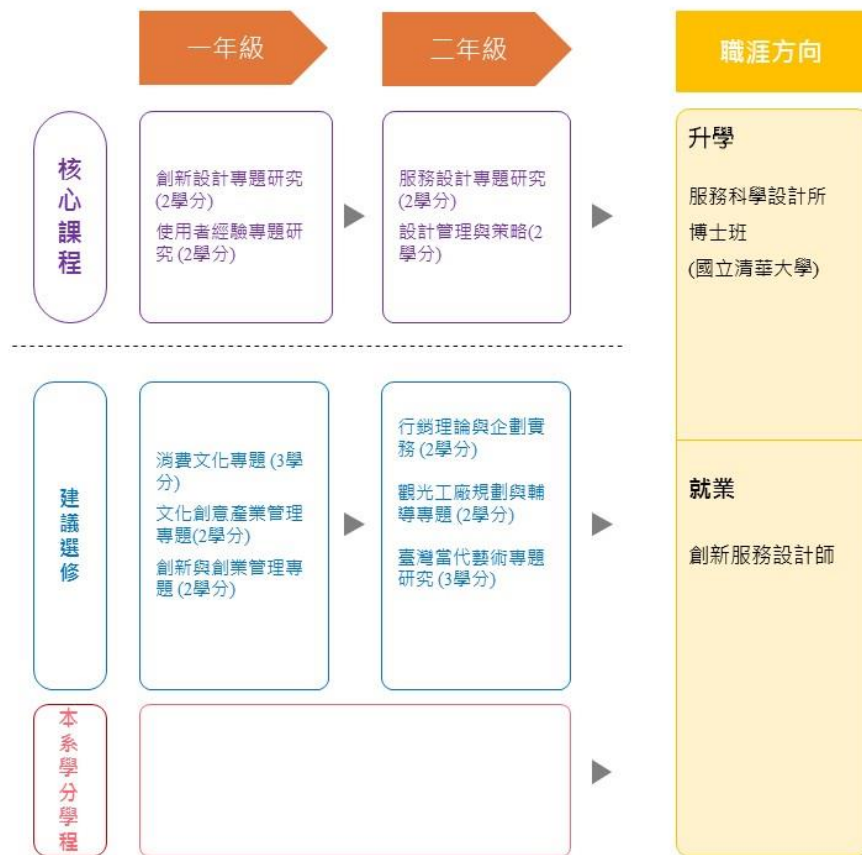 一年級
二年級
職涯方向
核心課程
創新設計專題研究
(2學分)
使用者經驗專題研
究 (2學分)
服務設計專題研究
(2學分)
設計管理與策略(2
學分)
升學
服務科學設計所
博士班
(國立清華大學)
建議選修
消費文化專題 (3學
分)
文化創意產業管理
專題(2學分)
創新與創業管理專
題 (2學分)
行銷理論與企劃實
務 (2學分)
觀光工廠規劃與輔
導專題 (2學分)
臺灣當代藝術專題
研究 (3學分)
就業
創新服務設計師
本系學分學程